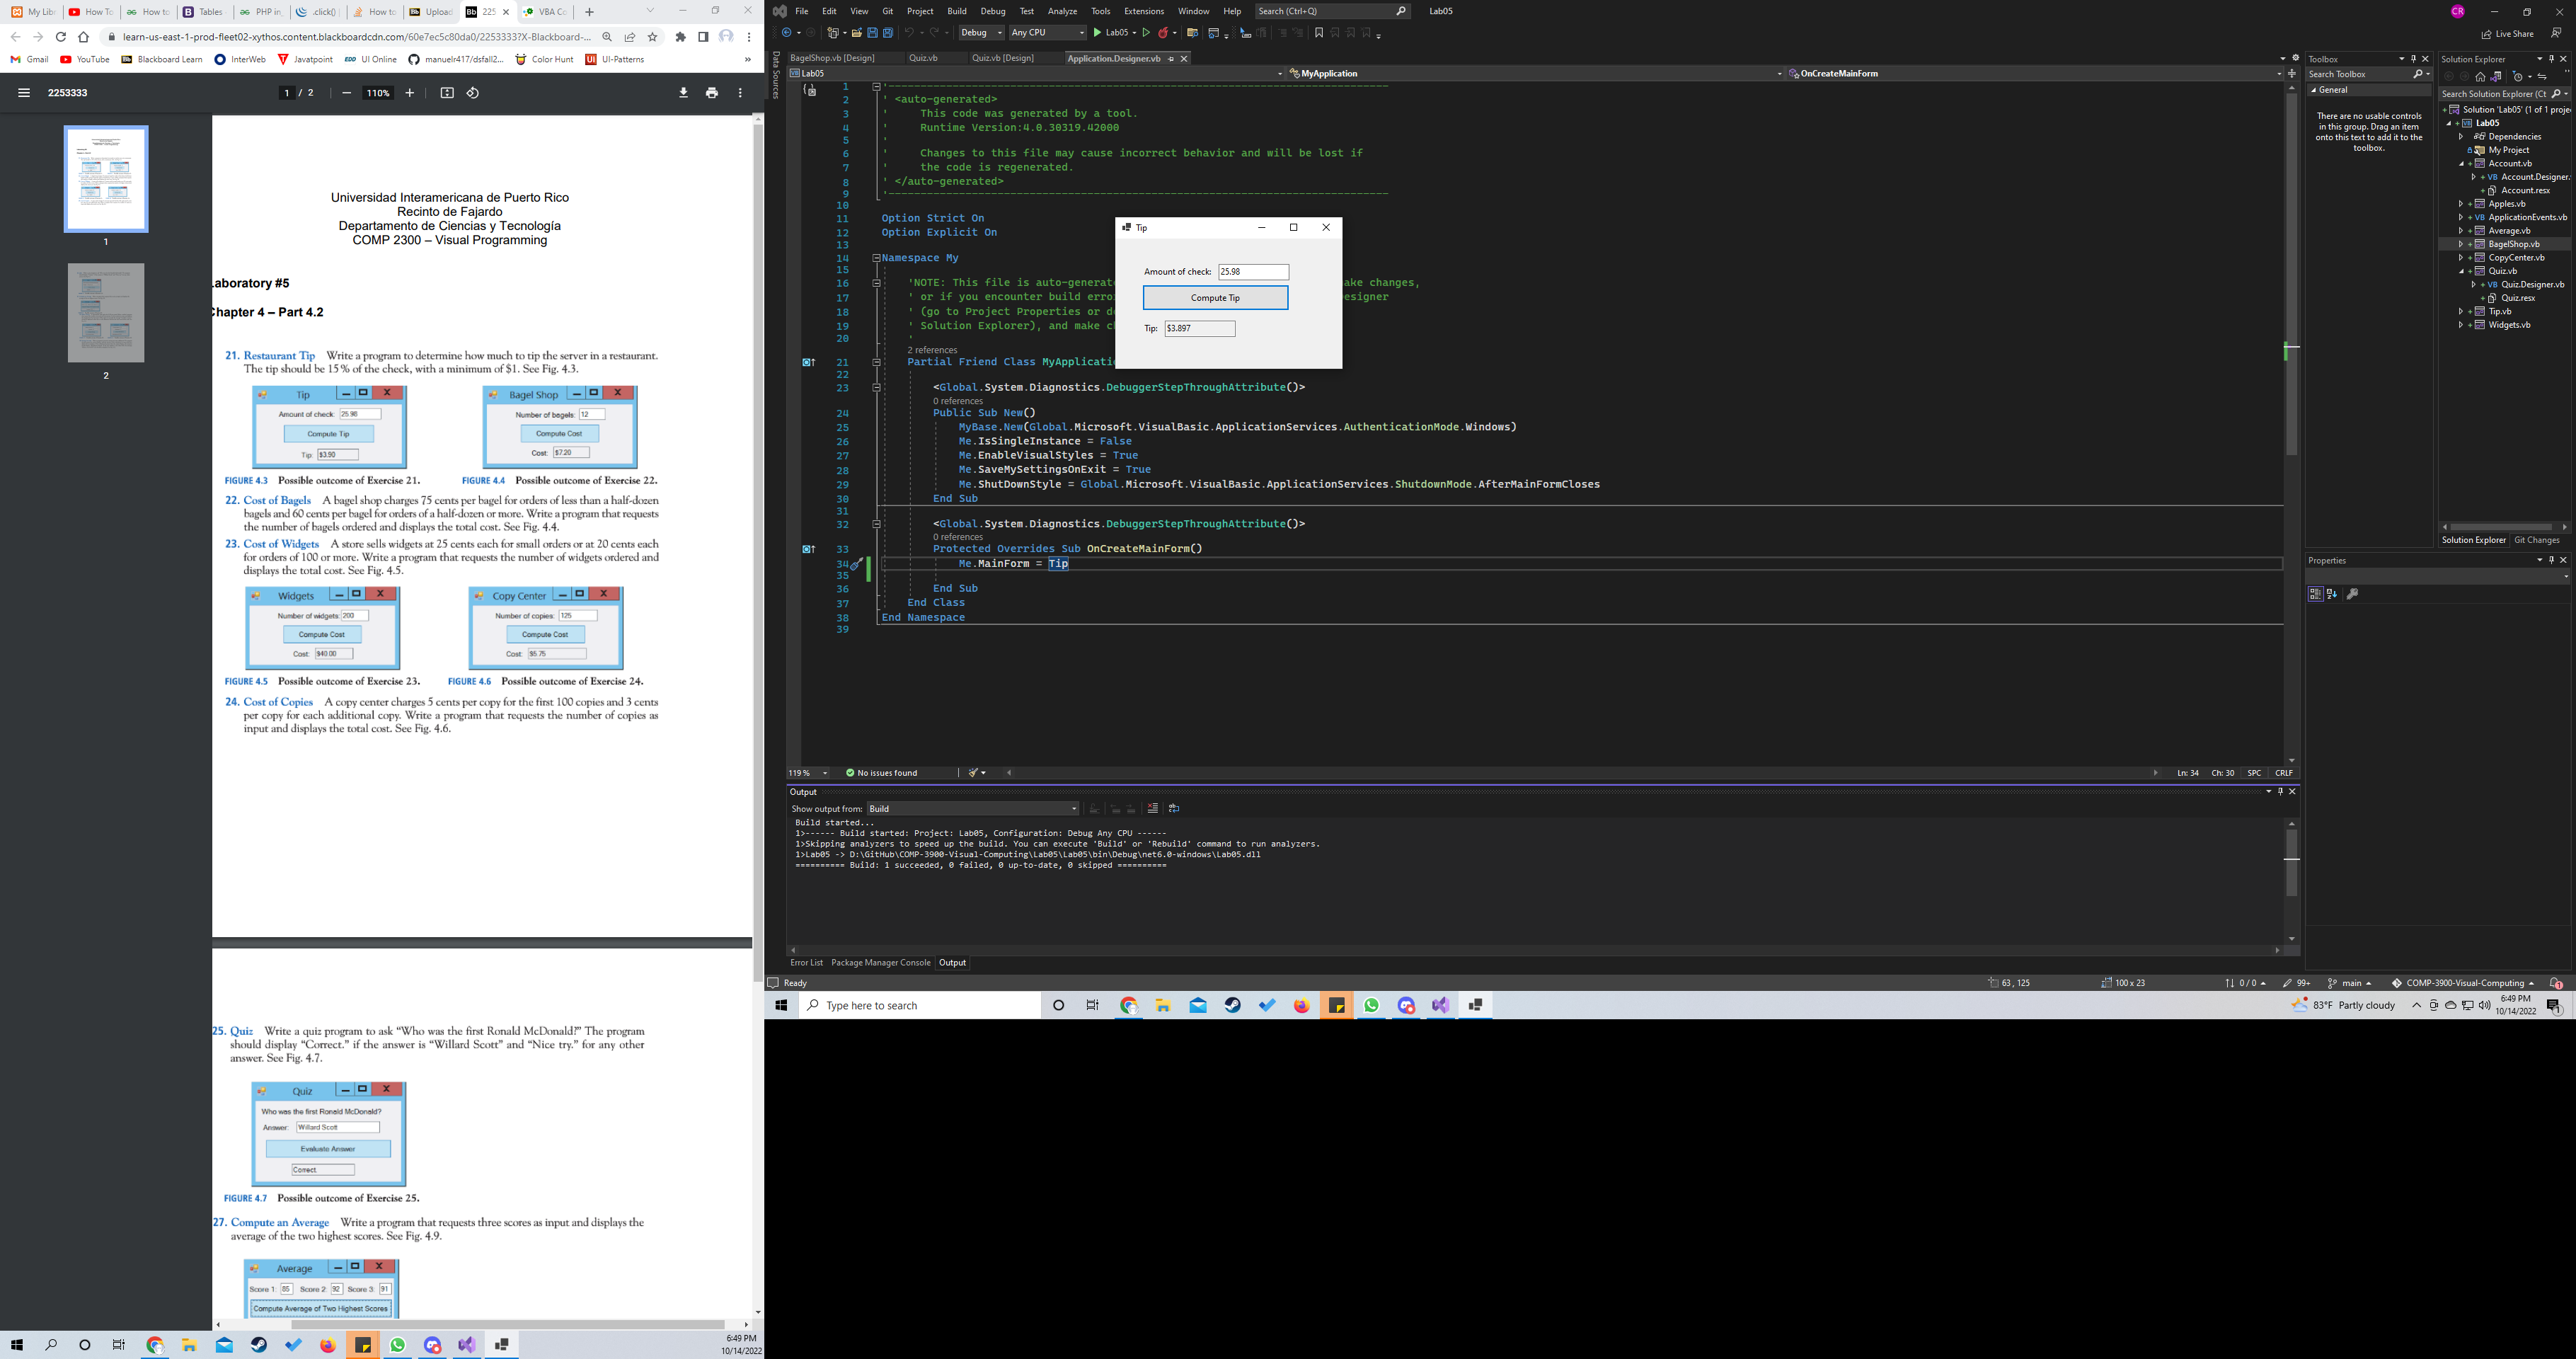 My Lib
How To
How to
Tables
PHP in
.click()
How to
Upload
225
VBA Co
learn-us-east-1-prod-fleet02-xythos.content.blackboardcdn.com/60e7ec5c80da0/2253333?X-Blackboard-...
Gmail
YouTube
Blackboard Learn
InterWeb
Javatpoint
UI Online
manuelr417/dsfall2...
Color Hunt
UI-Patterns
2253333
1 / 2
110%
1
2
Universidad Interamericana de Puerto Rico
Recinto de Fajardo
Departamento de Ciencias y Tecnología
COMP 2300 – Visual Programming
aboratory #5
Chapter 4 – Part 4.2
21. Restaurant Tip Write a program to determine how much to tip the server in a restaurant.
The tip should be 15% of the check, with a minimum of $1. See Fig. 4.3.
Tip
Amount of check: 25.98
Compute Tip
Tip: $3.90
Bagel Shop
Number of bagels: 12
Compute Cost
Cost: $7.20
FIGURE 4.3 Possible outcome of Exercise 21.
FIGURE 4.4 Possible outcome of Exercise 22.
22. Cost of Bagels A bagel shop charges 75 cents per bagel for orders of less than a half-dozen
bagels and 60 cents per bagel for orders of a half-dozen or more. Write a program that requests
the number of bagels ordered and displays the total cost. See Fig. 4.4.
23. Cost of Widgets A store sells widgets at 25 cents each for small orders or at 20 cents each
for orders of 100 or more. Write a program that requests the number of widgets ordered and
displays the total cost. See Fig. 4.5.
Widgets
Number of widgets: 200
Compute Cost
Cost: $40.00
Copy Center
Number of copies: 125
Compute Cost
Cost: $5.75
FIGURE 4.5 Possible outcome of Exercise 23.
FIGURE 4.6 Possible outcome of Exercise 24.
24. Cost of Copies A copy center charges 5 cents per copy for the first 100 copies and 3 cents
per copy for each additional copy. Write a program that requests the number of copies as
input and displays the total cost. See Fig. 4.6.
25. Quiz Write a quiz program to ask “Who was the first Ronald McDonald?” The program
should display “Correct.” if the answer is “Willard Scott” and “Nice try.” for any other
answer. See Fig. 4.7.
Quiz
Who was the first Ronald McDonald?
Answer: Willard Scott
Evaluate Answer
Correct
FIGURE 4.7 Possible outcome of Exercise 25.
27. Compute an Average Write a program that requests three scores as input and displays the
average of the two highest scores. See Fig. 4.9.
Average
Score 1: 85 Score 2: 92 Score 3: 91
Compute Average of Two Highest Scores
6:49 PM
10/14/2022
File Edit View Git Project Build Debug Test Analyze Tools Extensions Window Help Search (Ctrl+Q) Lab05
CR
Debug Any CPU Lab05
Live Share
Data Sources
BagelShop.vb [Design] Quiz.vb Quiz.vb [Design] Application.Designer.vb
Lab05 MyApplication OnCreateMainForm
1 '------------------------------------------------------------------------------
2 ' <auto-generated>
3 ' This code was generated by a tool.
4 ' Runtime Version:4.0.30319.42000
5 '
6 ' Changes to this file may cause incorrect behavior and will be lost if
7 ' the code is regenerated.
8 ' </auto-generated>
9 '------------------------------------------------------------------------------
10
11 Option Strict On
12 Option Explicit On
13
14 Namespace My
15
16 'NOTE: This file is auto-generat ake changes,
17 ' or if you encounter build erro esigner
18 ' (go to Project Properties or d
19 ' Solution Explorer), and make c
20 '
2 references
21 Partial Friend Class MyApplicati
22
23 <Global.System.Diagnostics.DebuggerStepThroughAttribute()>
0 references
24 Public Sub New()
25 MyBase.New(Global.Microsoft.VisualBasic.ApplicationServices.AuthenticationMode.Windows)
26 Me.IsSingleInstance = False
27 Me.EnableVisualStyles = True
28 Me.SaveMySettingsOnExit = True
29 Me.ShutDownStyle = Global.Microsoft.VisualBasic.ApplicationServices.ShutdownMode.AfterMainFormCloses
30 End Sub
31
32 <Global.System.Diagnostics.DebuggerStepThroughAttribute()>
0 references
33 Protected Overrides Sub OnCreateMainForm()
34 Me.MainForm = Tip
35
36 End Sub
37 End Class
38 End Namespace
39
Tip
Amount of check: 25.98
Compute Tip
Tip: $3.897
119 % No issues found
Ln: 34 Ch: 30 SPC CRLF
Output
Show output from: Build
Build started...
1>------ Build started: Project: Lab05, Configuration: Debug Any CPU ------
1>Skipping analyzers to speed up the build. You can execute 'Build' or 'Rebuild' command to run analyzers.
1>Lab05 -> D:\GitHub\COMP-3900-Visual-Computing\Lab05\Lab05\bin\Debug\net6.0-windows\Lab05.dll
========== Build: 1 succeeded, 0 failed, 0 up-to-date, 0 skipped ==========
Error List Package Manager Console Output
Ready
63 , 125 100 x 23 0 / 0 99+ main COMP-3900-Visual-Computing
Toolbox
Search Toolbox
General
There are no usable controls
in this group. Drag an item
onto this text to add it to the
toolbox.
Solution Explorer
Search Solution Explorer (Ct
Solution 'Lab05' (1 of 1 proje
Lab05
Dependencies
My Project
Account.vb
Account.Designer.
Account.resx
Apples.vb
ApplicationEvents.vb
Average.vb
BagelShop.vb
CopyCenter.vb
Quiz.vb
Quiz.Designer.vb
Quiz.resx
Tip.vb
Widgets.vb
Solution Explorer Git Changes
Properties
Type here to search
83°F Partly cloudy
6:49 PM
10/14/2022